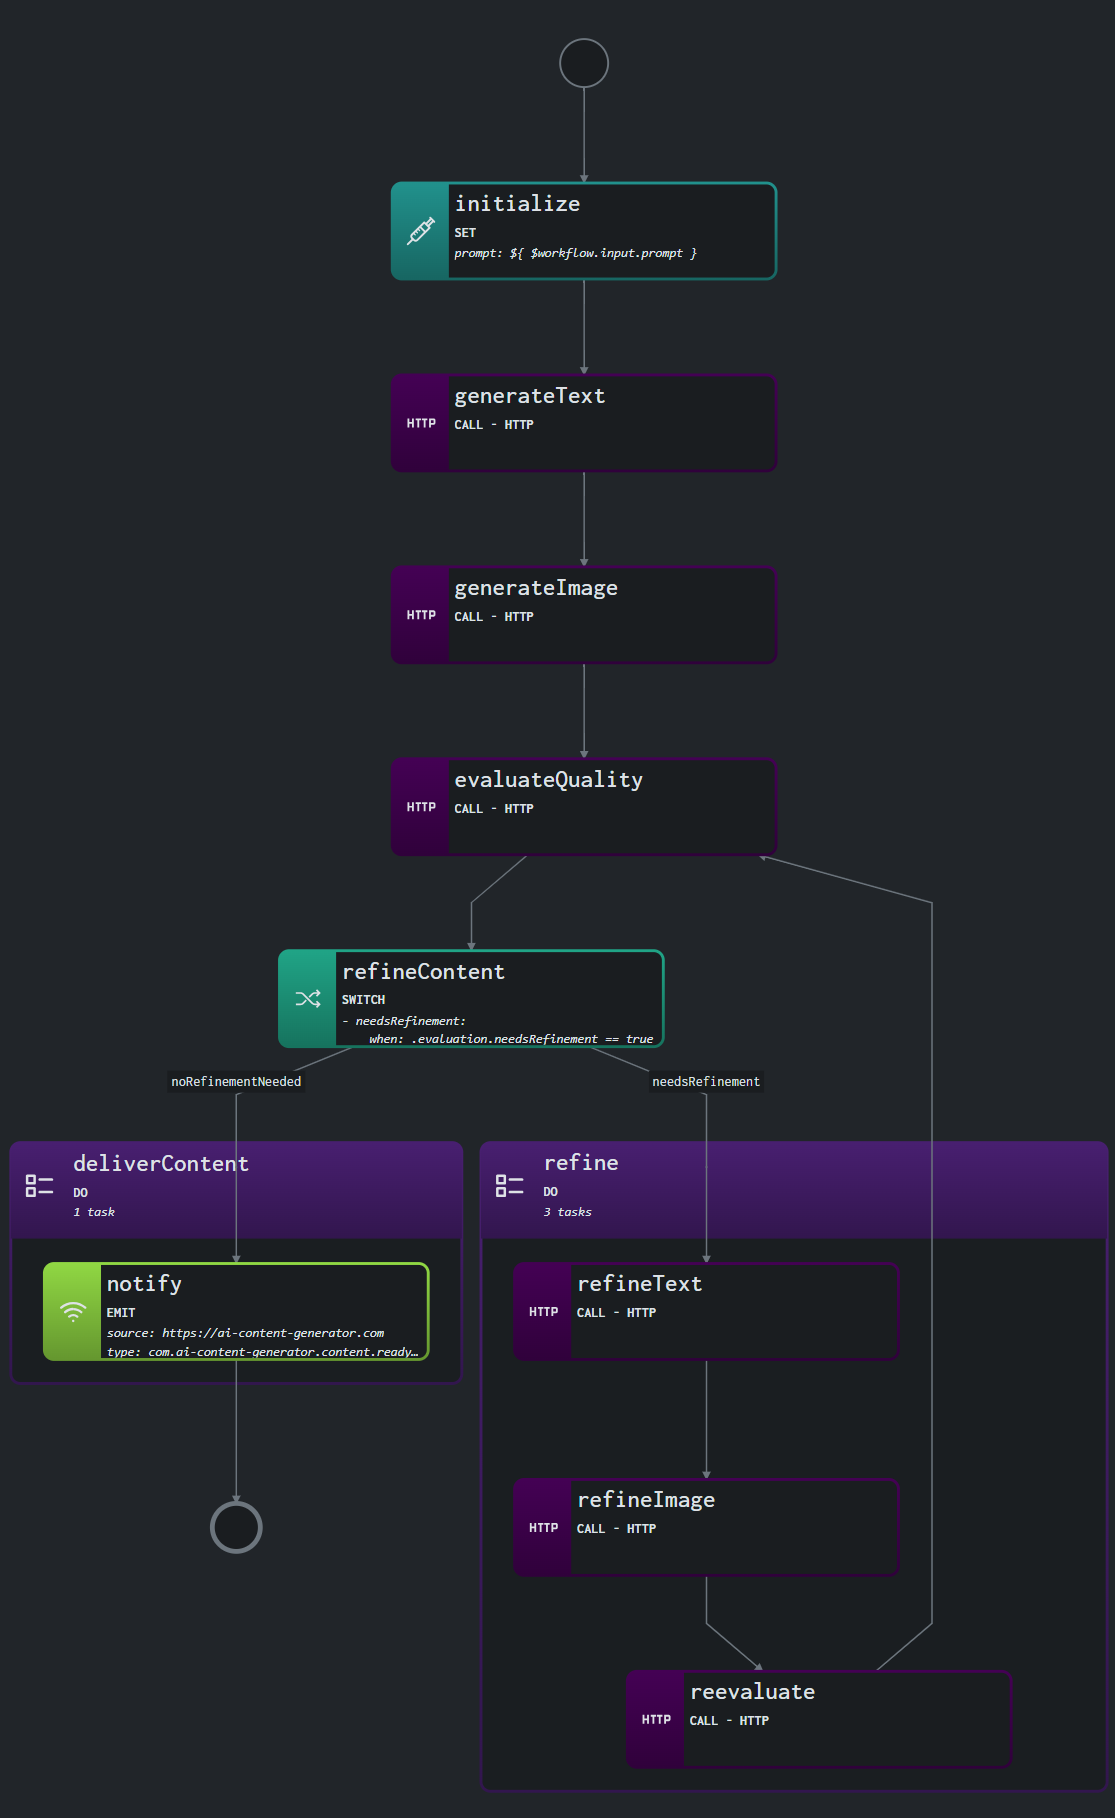 initialize
SET
prompt: ${ $workflow.input.prompt }
HTTP
generateText
CALL - HTTP
HTTP
generateImage
CALL - HTTP
HTTP
evaluateQuality
CALL - HTTP
refineContent
SWITCH
- needsRefinement:
when: .evaluation.needsRefinement == true
noRefinementNeeded
needsRefinement
deliverContent
DO
1 task
notify
EMIT
source: https://ai-content-generator.com
type: com.ai-content-generator.content.ready…
refine
DO
3 tasks
HTTP
refineText
CALL - HTTP
HTTP
refineImage
CALL - HTTP
HTTP
reevaluate
CALL - HTTP